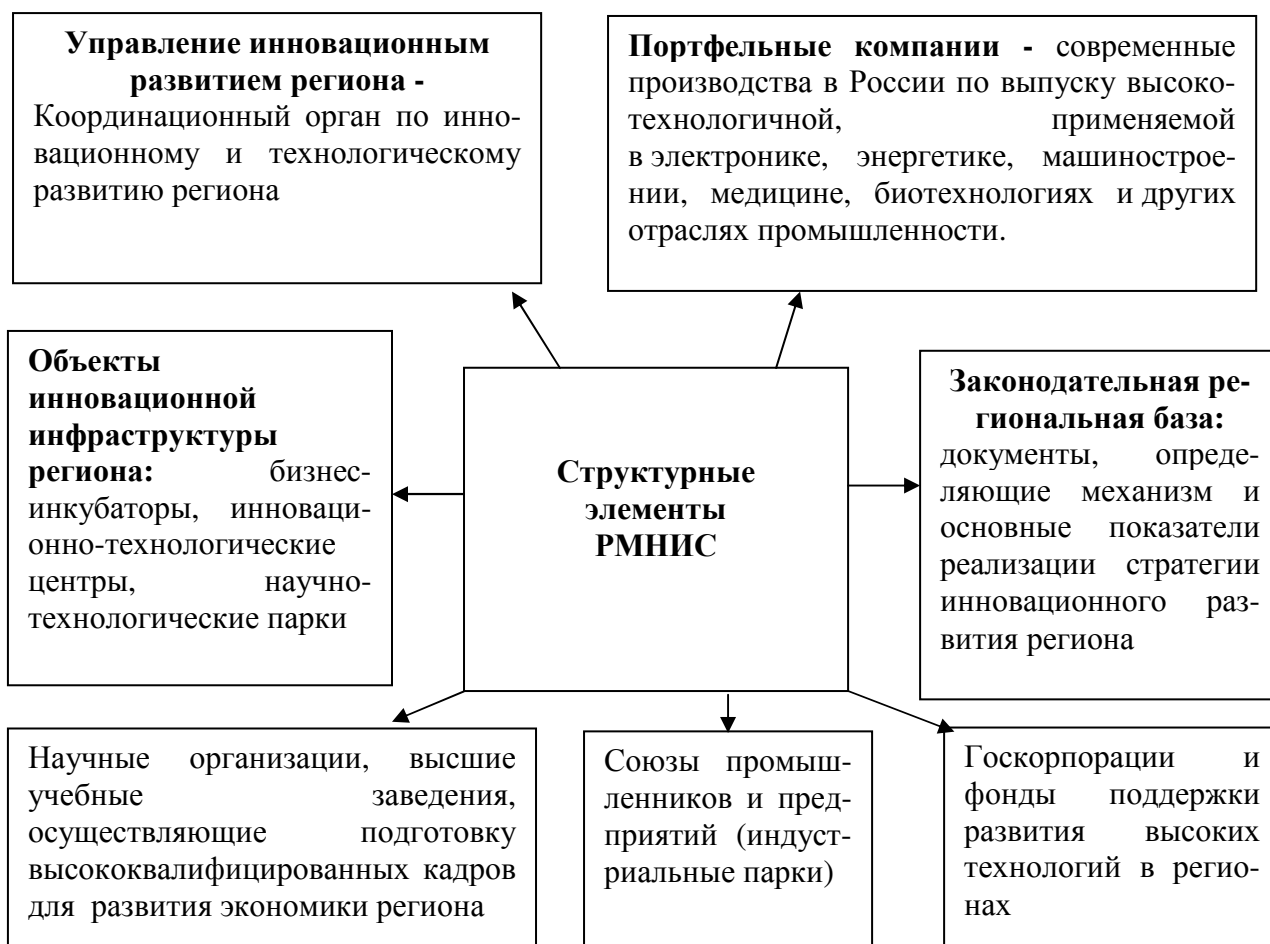 Управление инновационным
развитием региона -
Координационный орган по инно-
вационному и технологическому
развитию региона
Портфельные компании - современные
производства в России по выпуску высоко-
технологичной, применяемой
в электронике, энергетике, машинострое-
нии, медицине, биотехнологиях и других
отраслях промышленности.
Объекты
инновационной
инфраструктуры
региона: бизнес-
инкубаторы, инноваци-
онно-технологические
центры, научно-
технологические парки
Структурные
элементы
РМНИС
Законодательная ре-
гиональная база:
документы, опреде-
ляющие механизм и
основные показатели
реализации стратегии
инновационного раз-
вития региона
Научные организации, высшие
учебные заведения,
осуществляющие подготовку
высококвалифицированных кадров
для развития экономики региона
Союзы промыш-
ленников и пред-
приятий (индуст-
риальные парки)
Госкорпорации и
фонды поддержки
развития высоких
технологий в регио-
нах